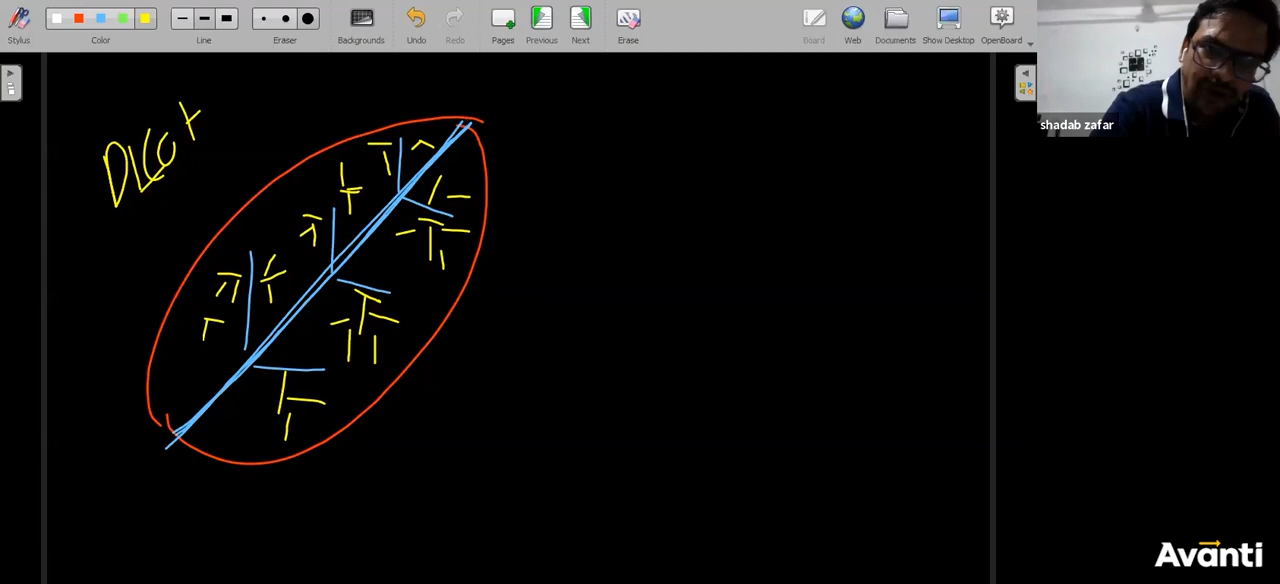 Stylus Color Line Eraser Backgrounds Undo Redo Pages Previous Next Erase Board Web Documents Show Desktop OpenBoard
shadab zafar
Dicot
Avanti